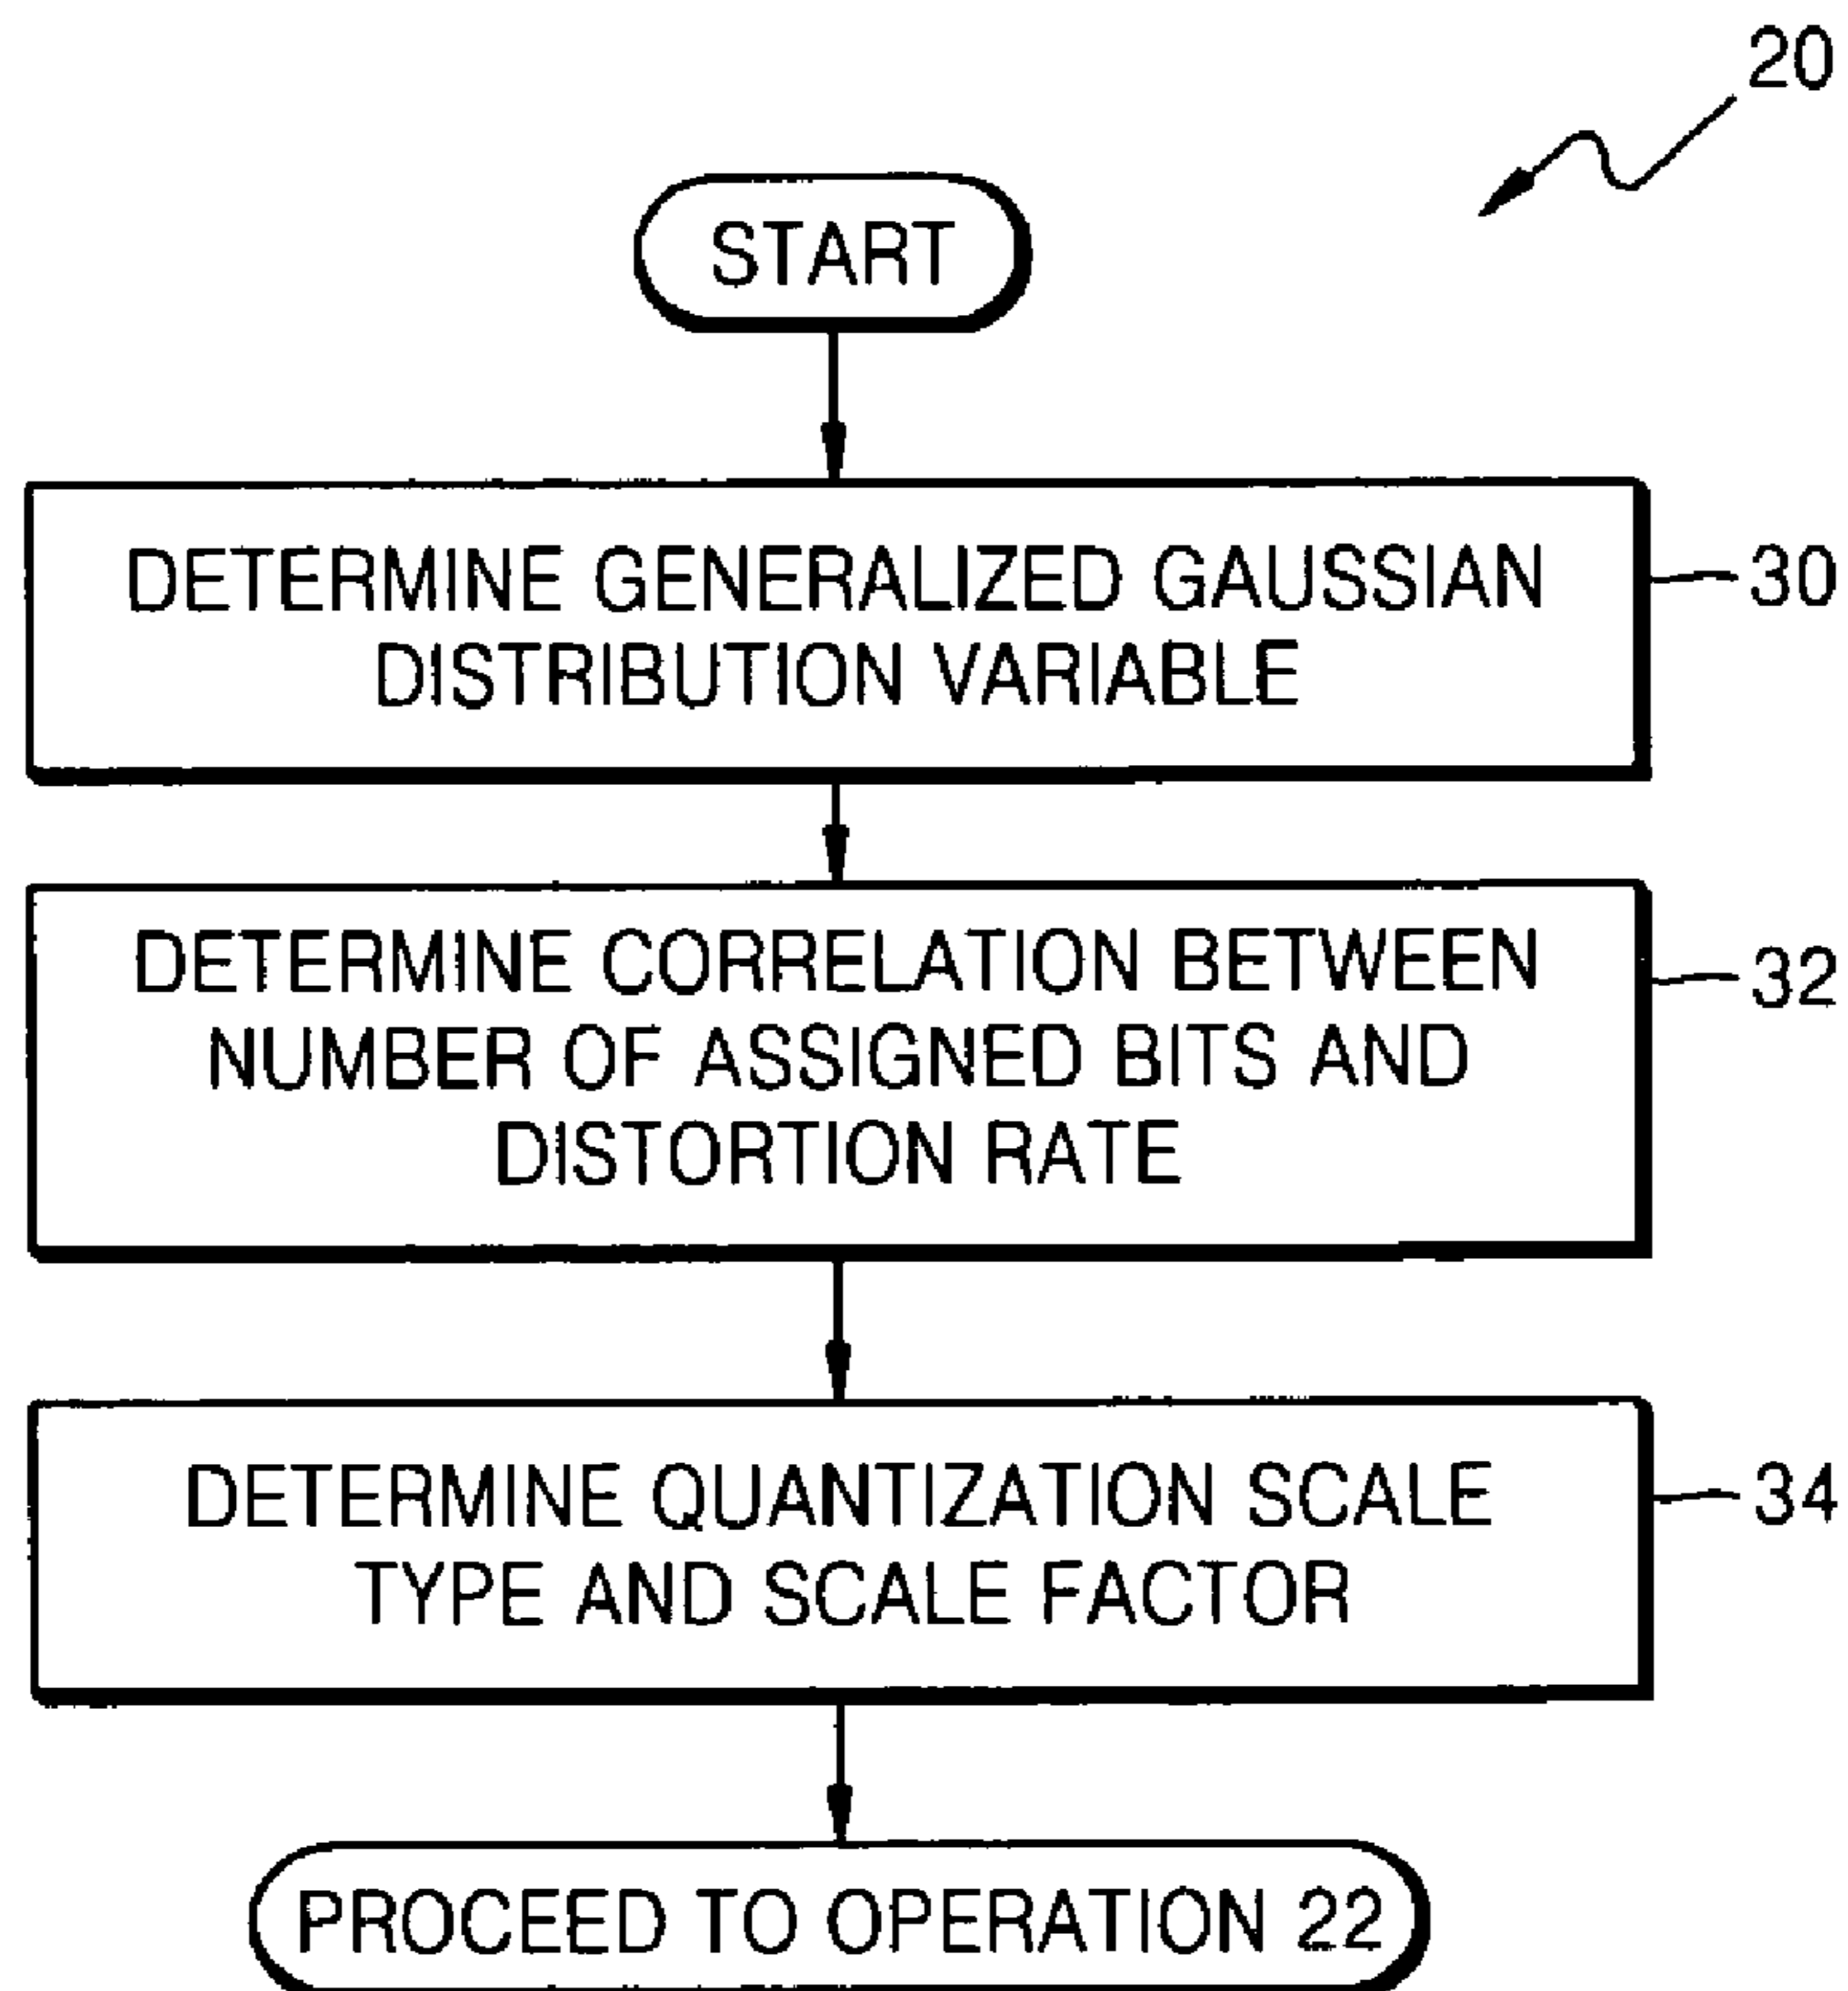 20
START
DETERMINE GENERALIZED GAUSSIAN
DISTRIBUTION VARIABLE
30
DETERMINE CORRELATION BETWEEN
NUMBER OF ASSIGNED BITS AND
DISTORTION RATE
32
DETERMINE QUANTIZATION SCALE
TYPE AND SCALE FACTOR
34
PROCEED TO OPERATION 22